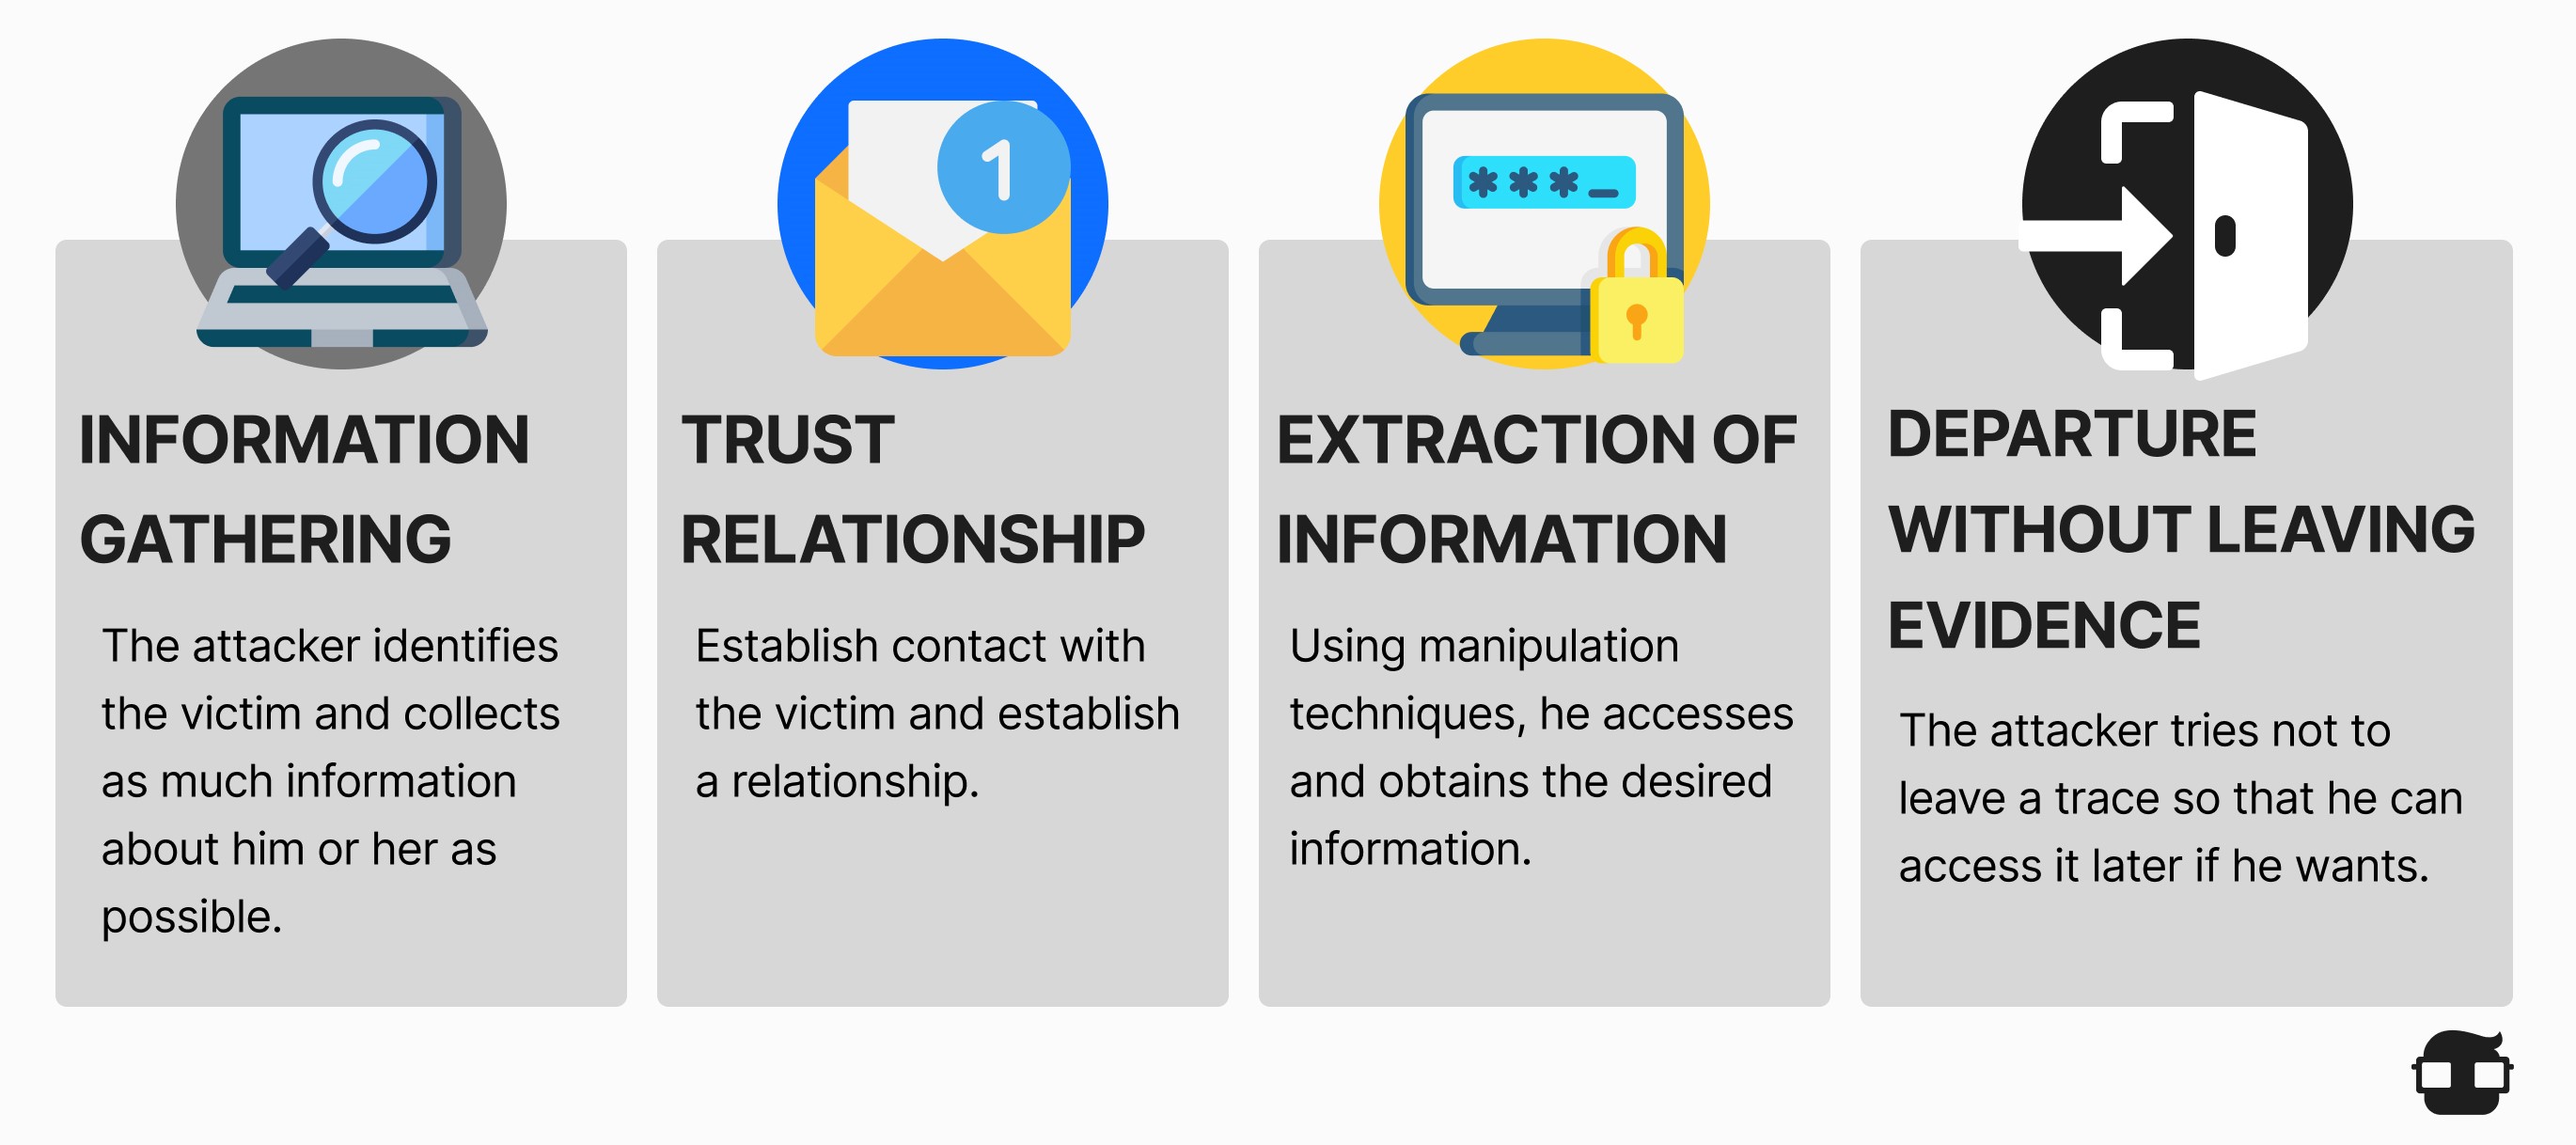 1
* * * _
INFORMATION
GATHERING
The attacker identifies
the victim and collects
as much information
about him or her as
possible.
TRUST
RELATIONSHIP
Establish contact with
the victim and establish
a relationship.
EXTRACTION OF
INFORMATION
Using manipulation
techniques, he accesses
and obtains the desired
information.
DEPARTURE
WITHOUT LEAVING
EVIDENCE
The attacker tries not to
leave a trace so that he can
access it later if he wants.